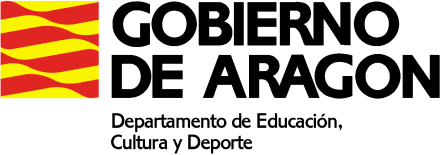 GOBIERNO
DE ARAGON
Departamento de Educación,
Cultura y Deporte